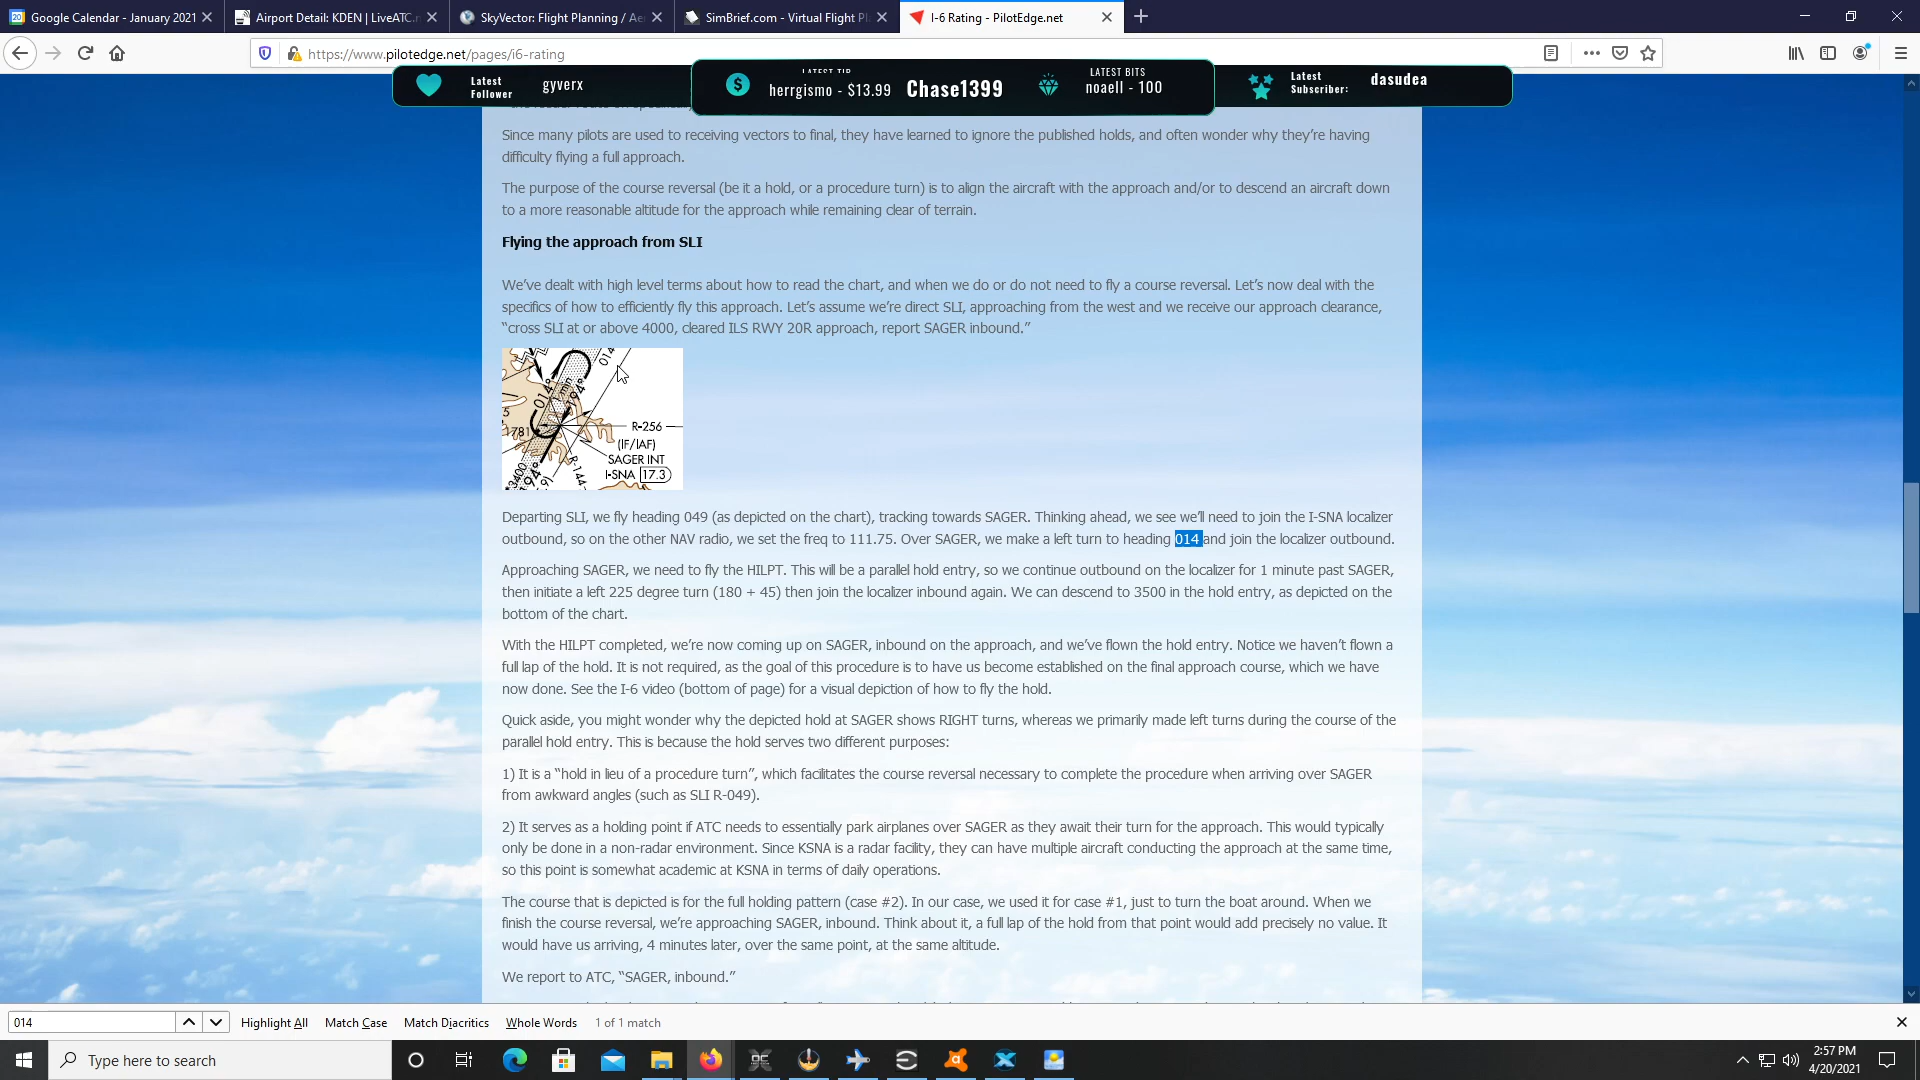 Google Calendar - January 2021
Airport Detail: KDEN | LiveATC.n
SkyVector: Flight Planning / Ae
SimBrief.com - Virtual Flight Pl
I-6 Rating - PilotEdge.net
https://www.pilotedge.net/pages/i6-rating
Latest Follower
gyverx
LATEST TIP
herrgismo - $13.99
Chase1399
LATEST BITS
noaell - 100
Latest Subscriber:
dasudea
Since many pilots are used to receiving vectors to final, they have learned to ignore the published holds, and often wonder why they're having
difficulty flying a full approach.
The purpose of the course reversal (be it a hold, or a procedure turn) is to align the aircraft with the approach and/or to descend an aircraft down
to a more reasonable altitude for the approach while remaining clear of terrain.
Flying the approach from SLI
We've dealt with high level terms about how to read the chart, and when we do or do not need to fly a course reversal. Let's now deal with the
specifics of how to efficiently fly this approach. Let's assume we're direct SLI, approaching from the west and we receive our approach clearance,
"cross SLI at or above 4000, cleared ILS RWY 20R approach, report SAGER inbound."
014
014°
1 min
194°
5
1781
R-256
(IF/IAF)
SAGER INT
I-SNA 17.3
R-144
3400
194°
Departing SLI, we fly heading 049 (as depicted on the chart), tracking towards SAGER. Thinking ahead, we see we'll need to join the I-SNA localizer
outbound, so on the other NAV radio, we set the freq to 111.75. Over SAGER, we make a left turn to heading 014 and join the localizer outbound.
Approaching SAGER, we need to fly the HILPT. This will be a parallel hold entry, so we continue outbound on the localizer for 1 minute past SAGER,
then initiate a left 225 degree turn (180 + 45) then join the localizer inbound again. We can descend to 3500 in the hold entry, as depicted on the
bottom of the chart.
With the HILPT completed, we're now coming up on SAGER, inbound on the approach, and we've flown the hold entry. Notice we haven't flown a
full lap of the hold. It is not required, as the goal of this procedure is to have us become established on the final approach course, which we have
now done. See the I-6 video (bottom of page) for a visual depiction of how to fly the hold.
Quick aside, you might wonder why the depicted hold at SAGER shows RIGHT turns, whereas we primarily made left turns during the course of the
parallel hold entry. This is because the hold serves two different purposes:
1) It is a "hold in lieu of a procedure turn", which facilitates the course reversal necessary to complete the procedure when arriving over SAGER
from awkward angles (such as SLI R-049).
2) It serves as a holding point if ATC needs to essentially park airplanes over SAGER as they await their turn for the approach. This would typically
only be done in a non-radar environment. Since KSNA is a radar facility, they can have multiple aircraft conducting the approach at the same time,
so this point is somewhat academic at KSNA in terms of daily operations.
The course that is depicted is for the full holding pattern (case #2). In our case, we used it for case #1, just to turn the boat around. When we
finish the course reversal, we're approaching SAGER, inbound. Think about it, a full lap of the hold from that point would add precisely no value. It
would have us arriving, 4 minutes later, over the same point, at the same altitude.
We report to ATC, "SAGER, inbound."
014
Highlight All
Match Case
Match Diacritics
Whole Words
1 of 1 match
Type here to search
2:57 PM
4/20/2021